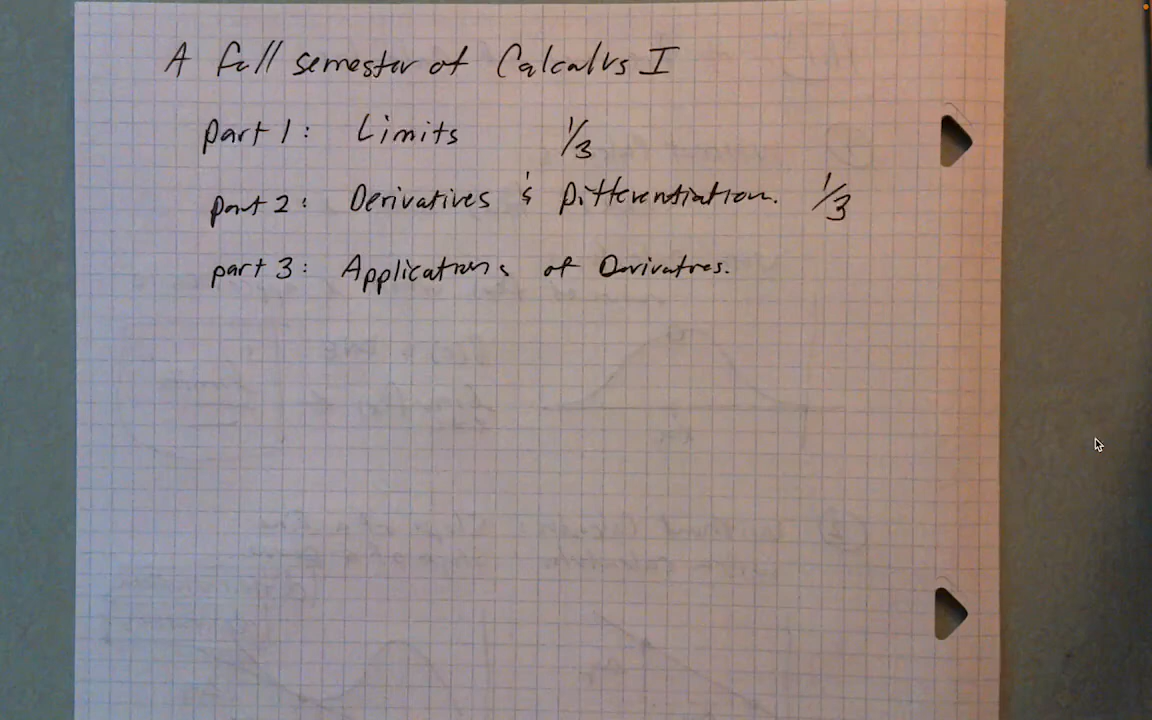 A full semester of Calculus I
part 1: Limits 1/3
part 2: Derivatives & Differentiation. 1/3
part 3: Applications of Derivatives.